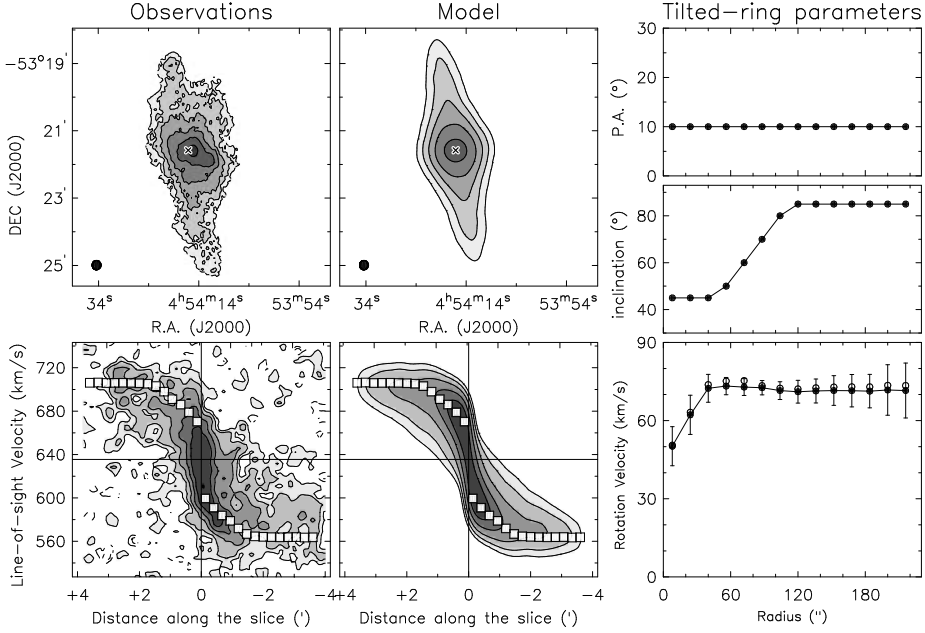 Observations
Model
Tilted−ring parameters
−53°19'
21'
23'
25'
DEC (J2000)
34ˢ
4ʰ54ᵐ14ˢ
53ᵐ54ˢ
R.A. (J2000)
34ˢ
4ʰ54ᵐ14ˢ
53ᵐ54ˢ
R.A. (J2000)
30
20
10
0
P.A. (°)
80
60
40
inclination (°)
720
680
640
600
560
Line−of−sight Velocity (km/s)
+4
+2
0
−2
−4
Distance along the slice (')
+4
+2
0
−2
−4
Distance along the slice (')
90
60
30
0
Rotation Velocity (km/s)
0
60
120
180
Radius ('')